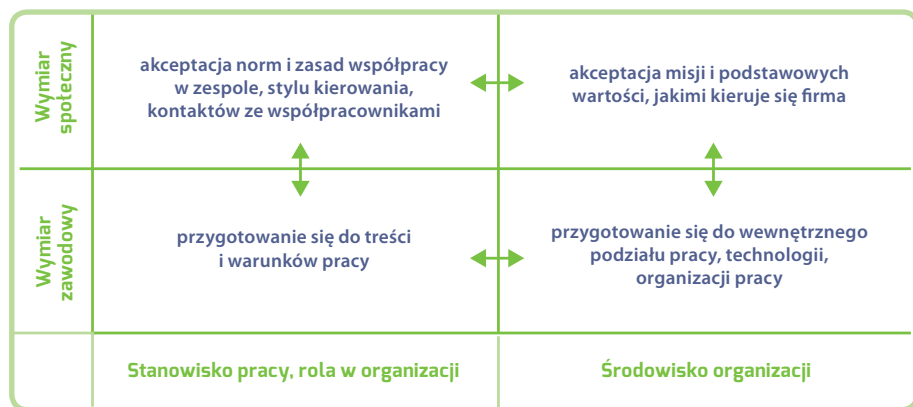 Wymiar
społeczny
akceptacja norm i zasad współpracy
w zespole, stylu kierowania,
kontaktów ze współpracownikami
akceptacja misji i podstawowych
wartości, jakimi kieruje się firma
Wymiar
zawodowy
przygotowanie się do treści
i warunków pracy
przygotowanie się do wewnętrznego
podziału pracy, technologii,
organizacji pracy
Stanowisko pracy, rola w organizacji
Środowisko organizacji